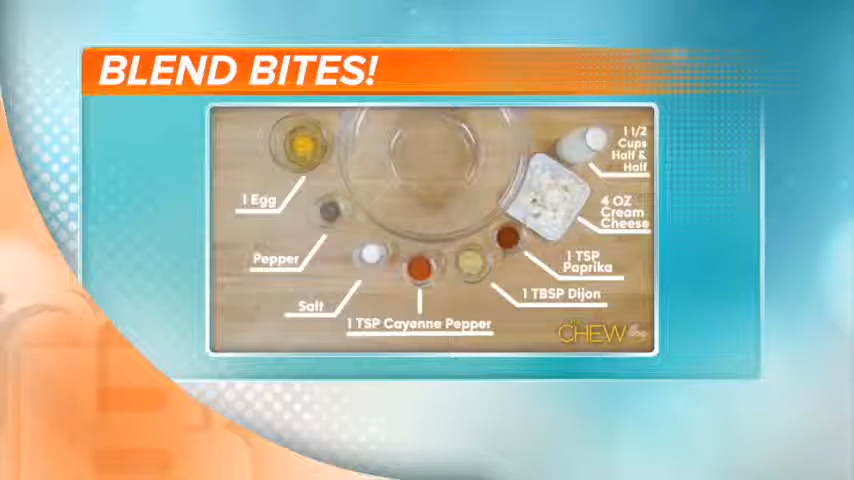 BLEND BITES!
1 1/2
Cups
Half &
Half
1 Egg
4 OZ
Cream
Cheese
Pepper
1 TSP
Paprika
1 TBSP Dijon
Salt
1 TSP Cayenne Pepper
CHEW